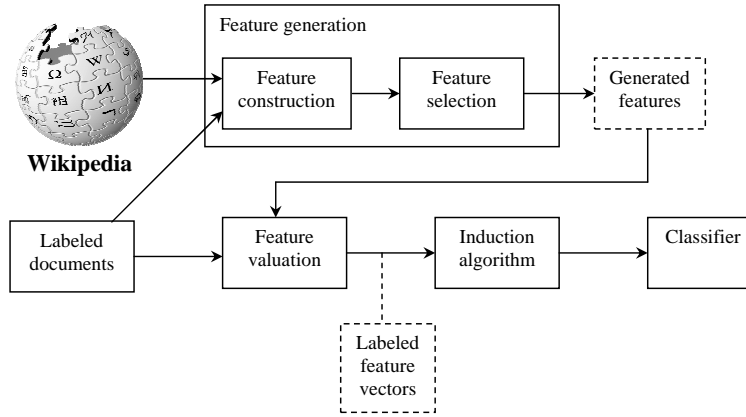 Feature generation
Feature
construction
Feature
selection
Generated
features
Wikipedia
Labeled
documents
Feature
valuation
Induction
algorithm
Classifier
Labeled
feature
vectors